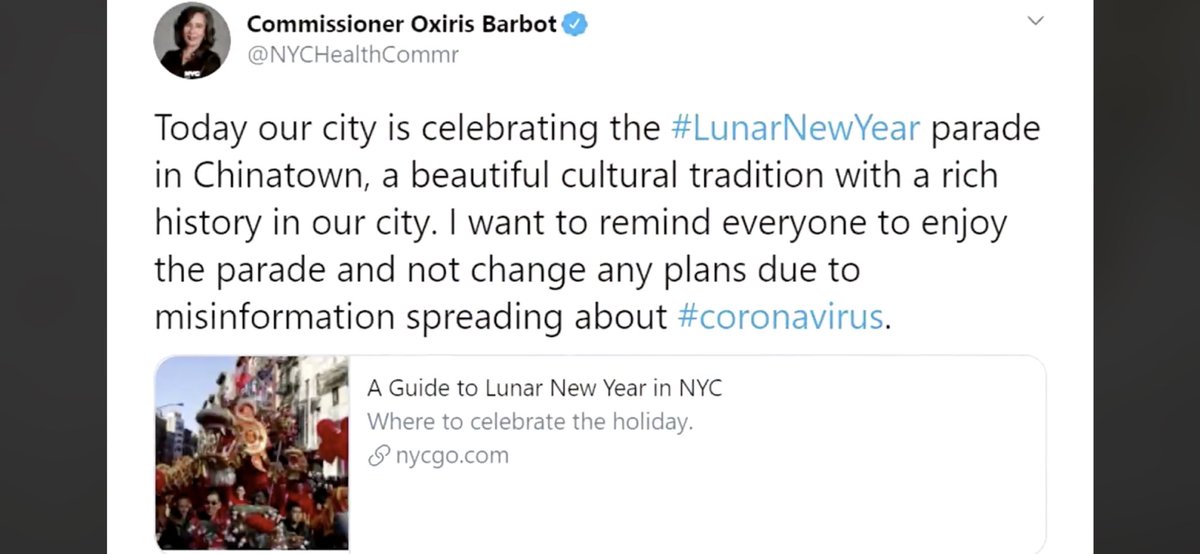 Commissioner Oxiris Barbot
@NYCHealthCommr
Today our city is celebrating the #LunarNewYear parade
in Chinatown, a beautiful cultural tradition with a rich
history in our city. I want to remind everyone to enjoy
the parade and not change any plans due to
misinformation spreading about #coronavirus.
A Guide to Lunar New Year in NYC
Where to celebrate the holiday.
nycgo.com